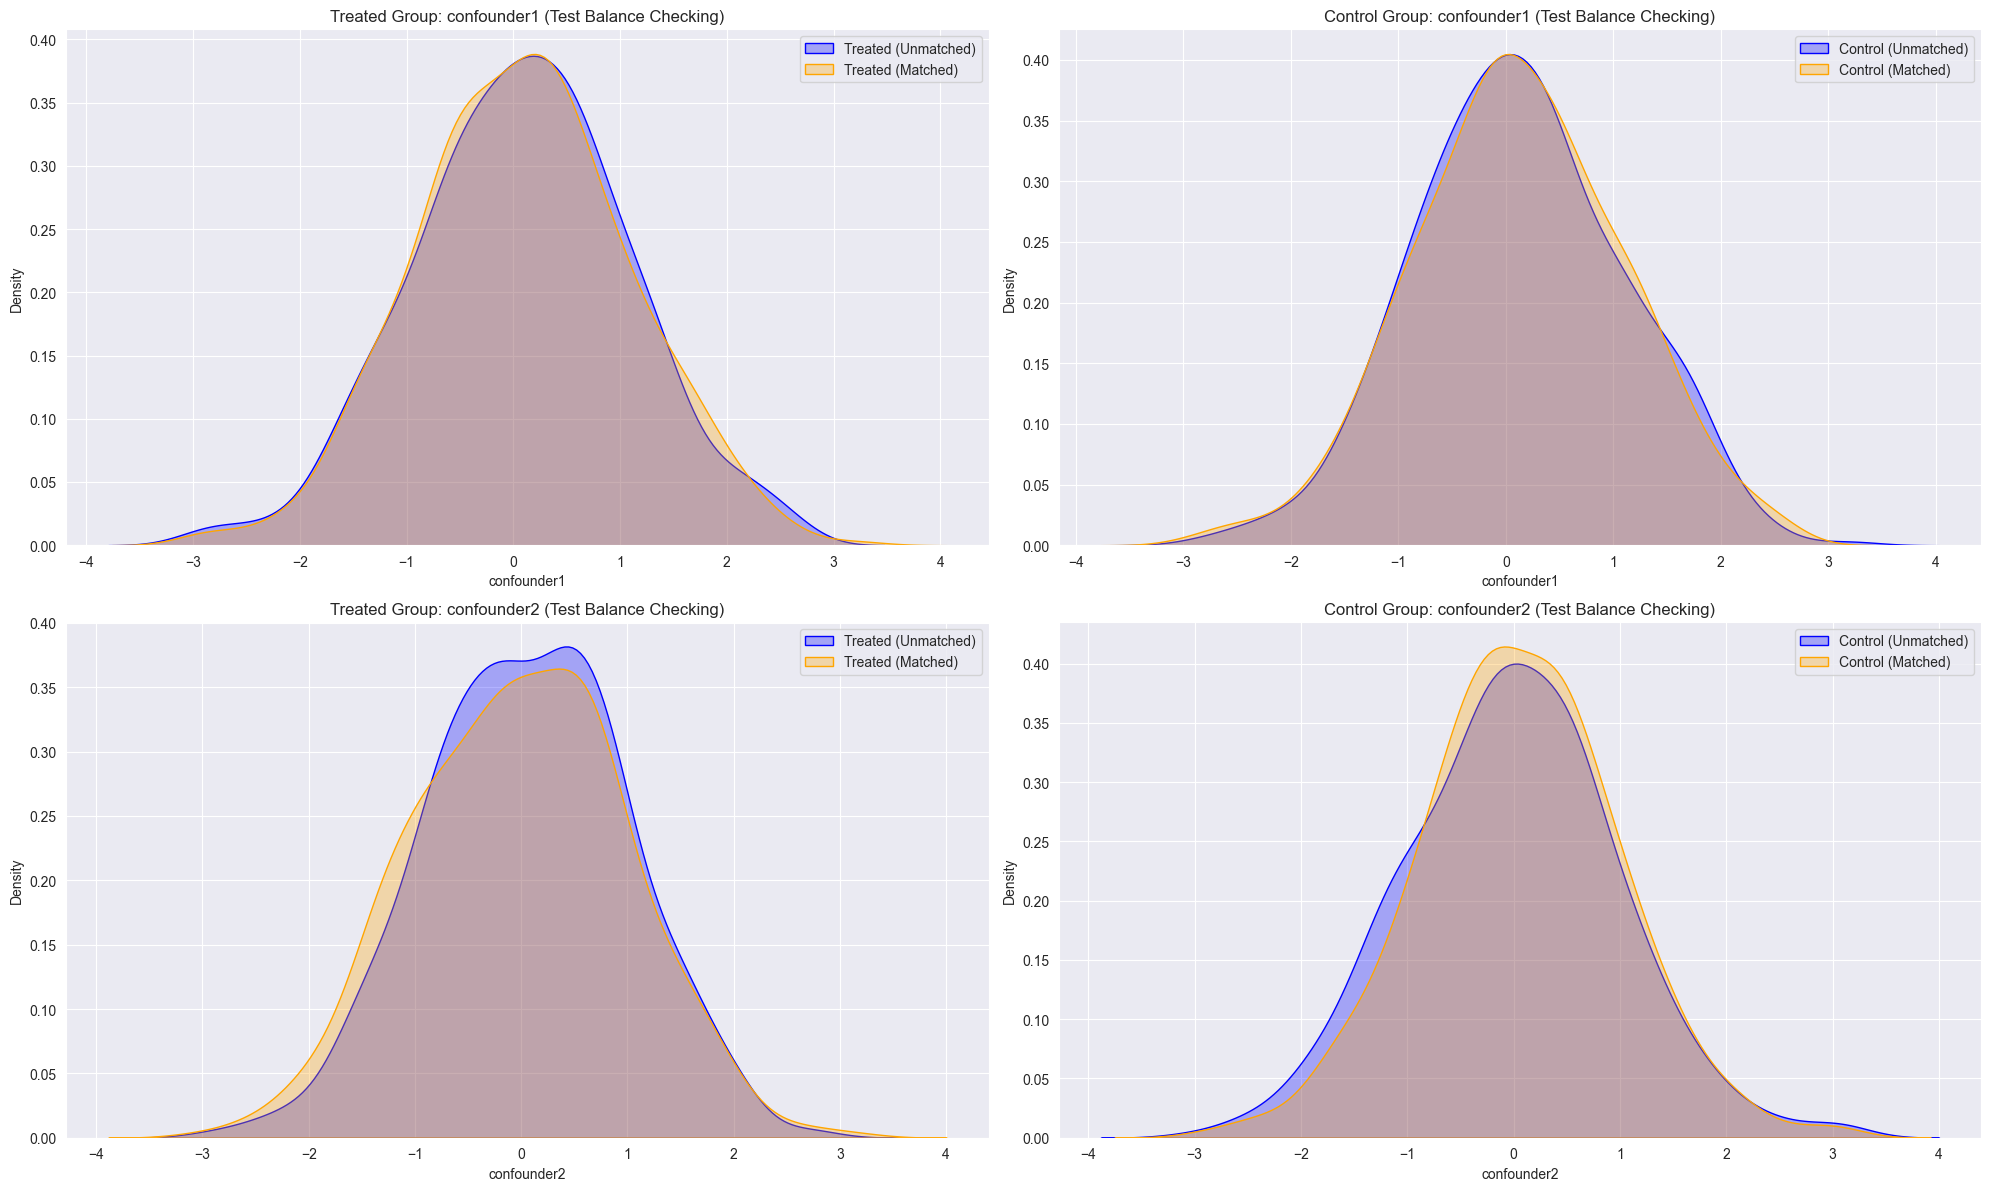 Treated Group: confounder1 (Test Balance Checking)
Treated (Unmatched)
Treated (Matched)
0.40
0.35
0.30
0.25
0.20
0.15
0.10
0.05
0.00
Density
−4 −3 −2 −1 0 1 2 3 4
confounder1
Control Group: confounder1 (Test Balance Checking)
Control (Unmatched)
Control (Matched)
0.40
0.35
0.30
0.25
0.20
0.15
0.10
0.05
0.00
Density
−4 −3 −2 −1 0 1 2 3 4
confounder1
Treated Group: confounder2 (Test Balance Checking)
Treated (Unmatched)
Treated (Matched)
0.40
0.35
0.30
0.25
0.20
0.15
0.10
0.05
0.00
Density
−4 −3 −2 −1 0 1 2 3 4
confounder2
Control Group: confounder2 (Test Balance Checking)
Control (Unmatched)
Control (Matched)
0.40
0.35
0.30
0.25
0.20
0.15
0.10
0.05
0.00
Density
−4 −3 −2 −1 0 1 2 3 4
confounder2